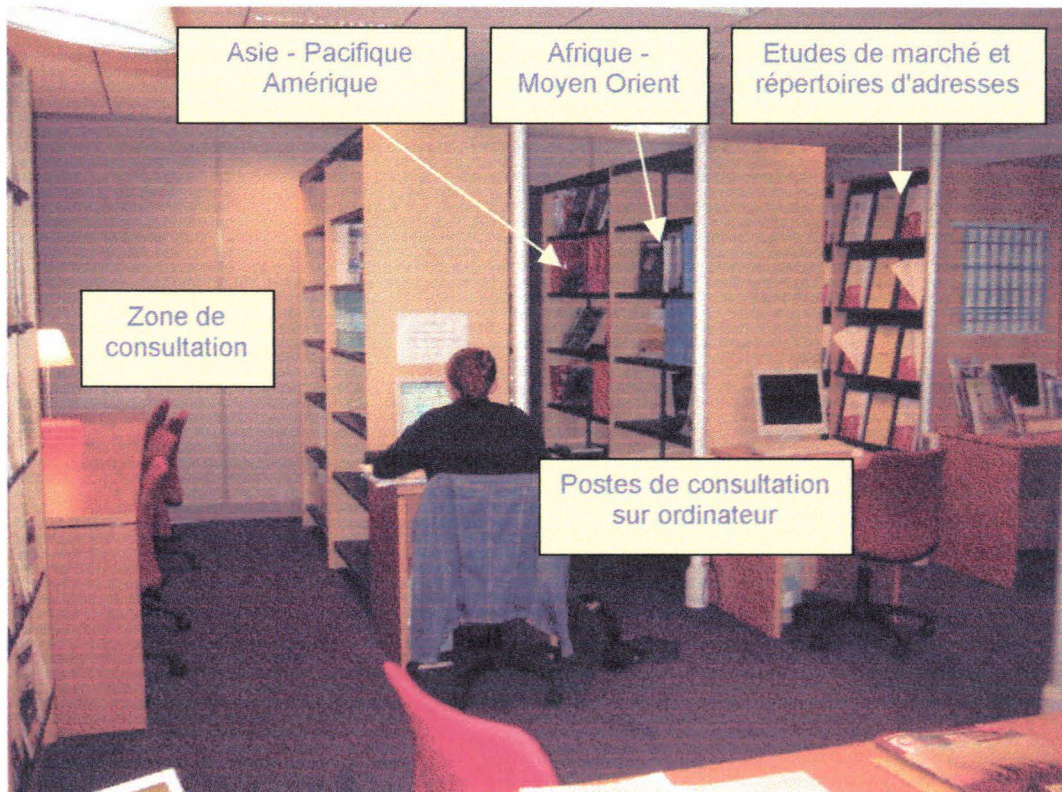 Asie - Pacifique
Amérique
Afrique -
Moyen Orient
Etudes de marché et
répertoires d'adresses
Zone de
consultation
Postes de consultation
sur ordinateur